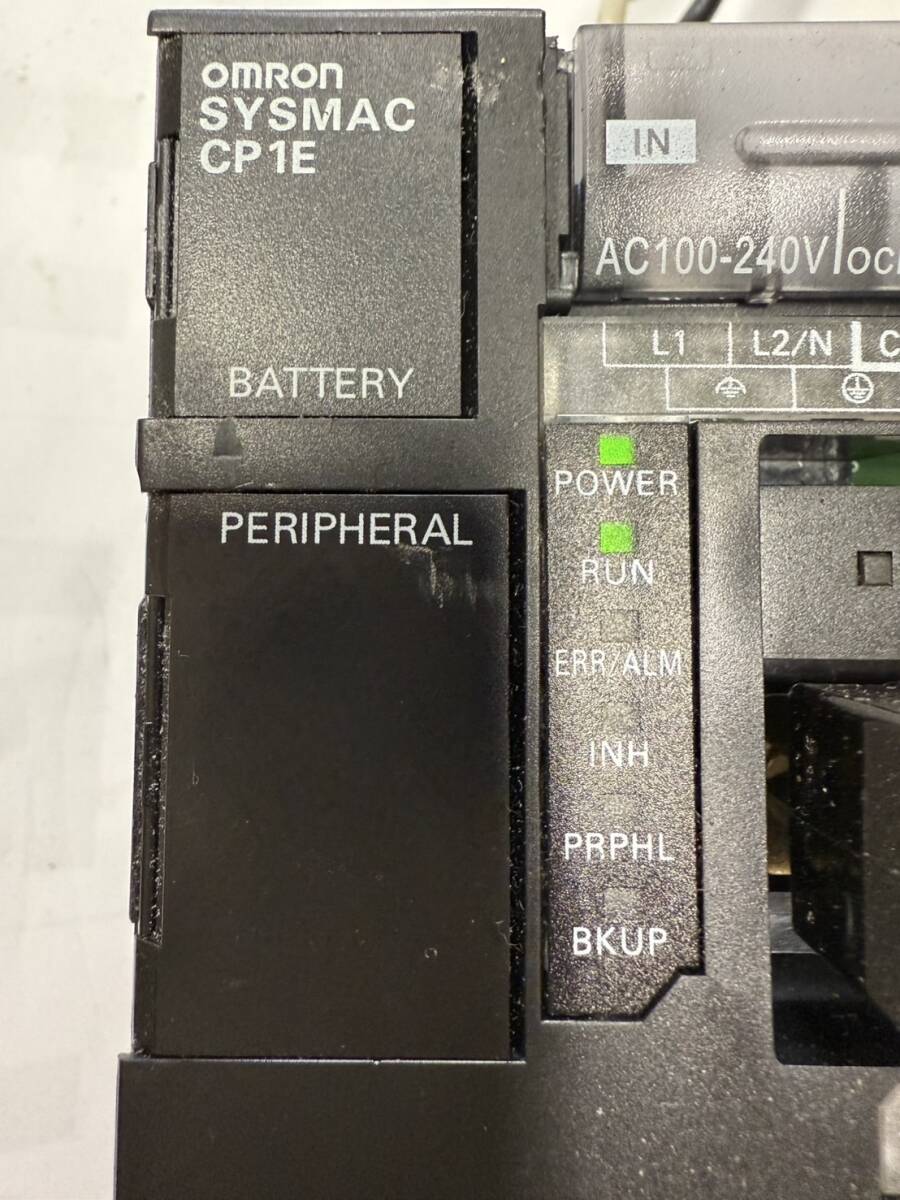 omron
SYSMAC
CP1E
BATTERY
PERIPHERAL
IN
AC100-240V
L1 L2/N
POWER
RUN
ERR/ALM
INH
PRPHL
BKUP